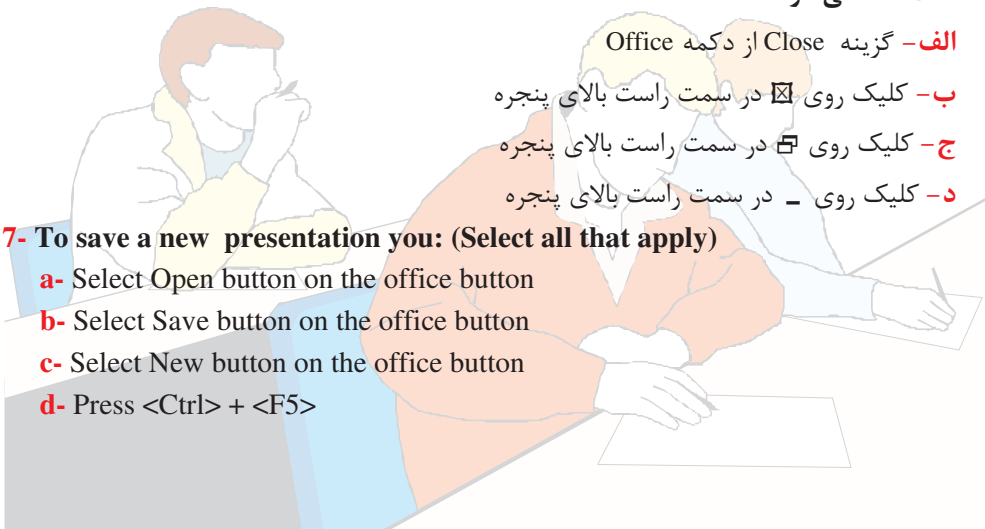 الف- گزینه Close از دکمه Office
ب- کلیک روی ☒ در سمت راست بالای پنجره
ج- کلیک روی 🗗 در سمت راست بالای پنجره
د- کلیک روی _ در سمت راست بالای پنجره
7- To save a new presentation you: (Select all that apply)
a- Select Open button on the office button
b- Select Save button on the office button
c- Select New button on the office button
d- Press <Ctrl> + <F5>